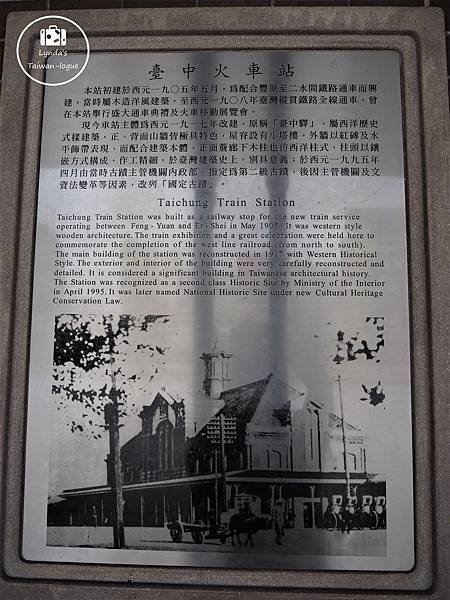 Lynda's
Taiwan-logue
臺中火車站
本站初建於西元一九〇五年五月，為配合豐原至二水間鐵路通車而興
建，當時屬木造洋風建築，至西元一九〇八年臺灣縱貫鐵路全線通車，曾
在本站舉行盛大通車典禮及火車移動展覽會。
現今車站主體為西元一九一七年改建，原稱「臺中驛」，屬西洋歷史
式樣建築，正、背面山牆皆極具特色，屋脊設有小塔樓，外牆以紅磚及水
平飾帶表現，而配合建築本體，正面簷廊下木柱也仿西洋柱式，柱頭以鑲
嵌方式構成，作工精細，於臺灣建築史上，別具意義；於西元一九九五年
四月由當時古蹟主管機關內政部，指定為第二級古蹟，後因主管機關及文
資法變革等因素，改列「國定古蹟」。
Taichung Train Station
Taichung Train Station was built as a railway stop for the new train service
operating between Feng-Yuan and Er-Shei in May 1905. It was western style
wooden architecture. The train exhibition and a great celebration were held here to
commemorate the completion of the west line railroad (from north to south).
The main building of the station was reconstructed in 1917 with Western Historical
Style. The exterior and interior of the building were very carefully reconstructed and
detailed. It is considered a significant building in Taiwanese architectural history.
The Station was recognized as a second class Historic Site by Ministry of the Interior
in April 1995. It was later named National Historic Site under new Cultural Heritage
Conservation Law.